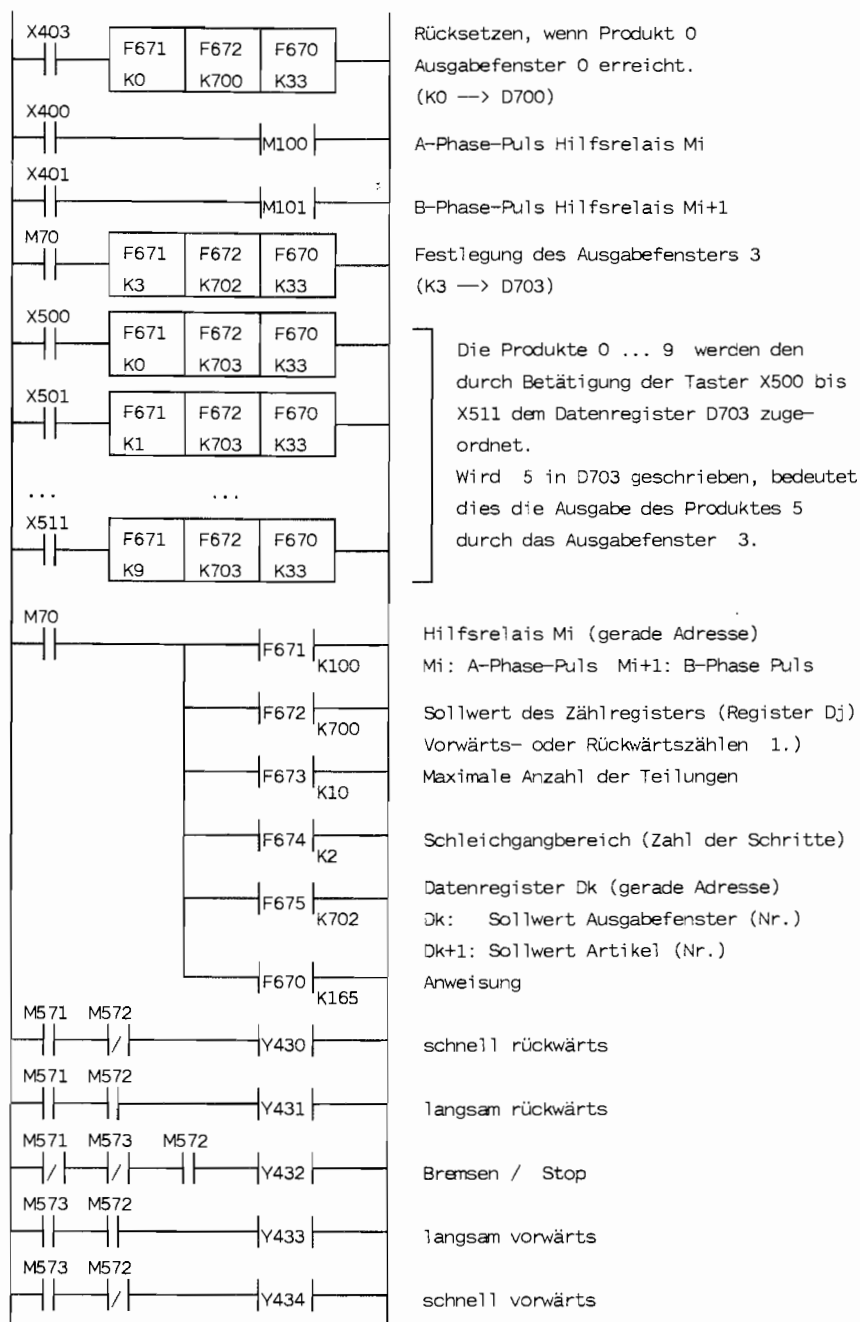 X403
F671 F672 F670
K0 K700 K33
Rücksetzen, wenn Produkt 0
Ausgabefenster 0 erreicht.
(K0 —> D700)
X400
M100
A-Phase-Puls Hilfsrelais Mi
X401
M101
B-Phase-Puls Hilfsrelais Mi+1
M70
F671 F672 F670
K3 K702 K33
Festlegung des Ausgabefensters 3
(K3 —> D703)
X500
F671 F672 F670
K0 K703 K33
X501
F671 F672 F670
K1 K703 K33
... ...
X511
F671 F672 F670
K9 K703 K33
Die Produkte 0 ... 9 werden den
durch Betätigung der Taster X500 bis
X511 dem Datenregister D703 zuge-
ordnet.
Wird 5 in D703 geschrieben, bedeutet
dies die Ausgabe des Produktes 5
durch das Ausgabefenster 3.
M70
F671 K100
Hilfsrelais Mi (gerade Adresse)
Mi: A-Phase-Puls Mi+1: B-Phase Puls
F672 K700
Sollwert des Zählregisters (Register Dj)
Vorwärts- oder Rückwärtszählen 1.)
F673 K10
Maximale Anzahl der Teilungen
F674 K2
Schleichgangbereich (Zahl der Schritte)
F675 K702
Datenregister Dk (gerade Adresse)
Dk: Sollwert Ausgabefenster (Nr.)
Dk+1: Sollwert Artikel (Nr.)
F670 K165
Anweisung
M571 M572
Y430
schnell rückwärts
M571 M572
Y431
langsam rückwärts
M571 M573 M572
Y432
Bremsen / Stop
M573 M572
Y433
langsam vorwärts
M573 M572
Y434
schnell vorwärts